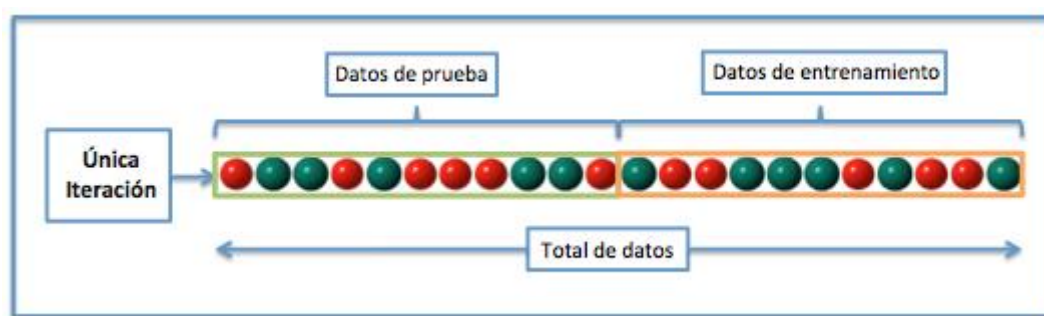 Datos de prueba
Datos de entrenamiento
Única
Iteración
Total de datos